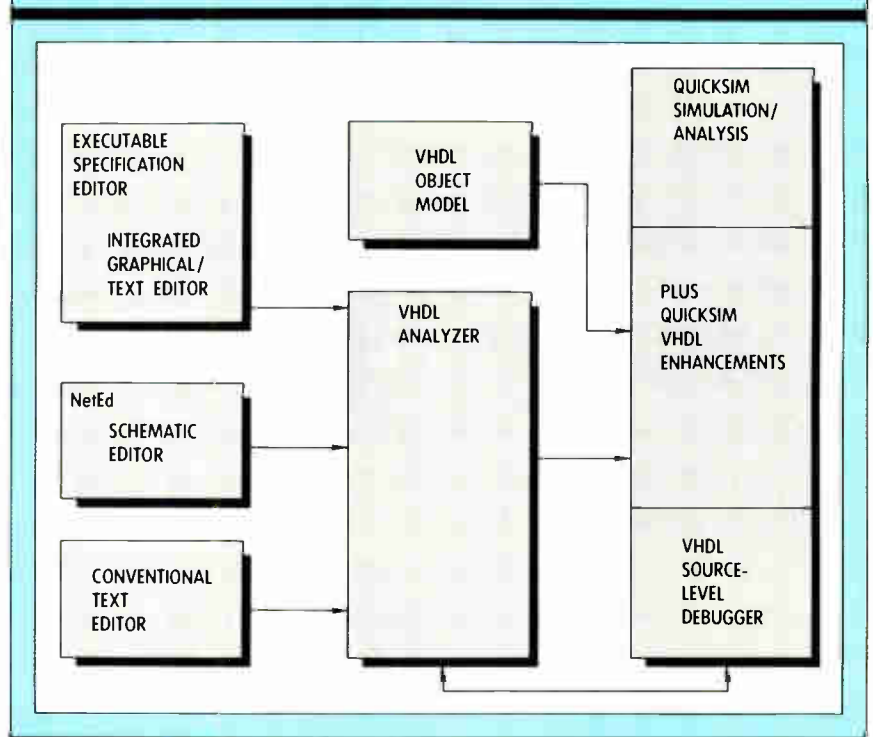 EXECUTABLE
SPECIFICATION
EDITOR
INTEGRATED
GRAPHICAL/
TEXT EDITOR
NetEd
SCHEMATIC
EDITOR
CONVENTIONAL
TEXT
EDITOR
VHDL
OBJECT
MODEL
VHDL
ANALYZER
QUICKSIM
SIMULATION/
ANALYSIS
PLUS
QUICKSIM
VHDL
ENHANCEMENTS
VHDL
SOURCE-
LEVEL
DEBUGGER